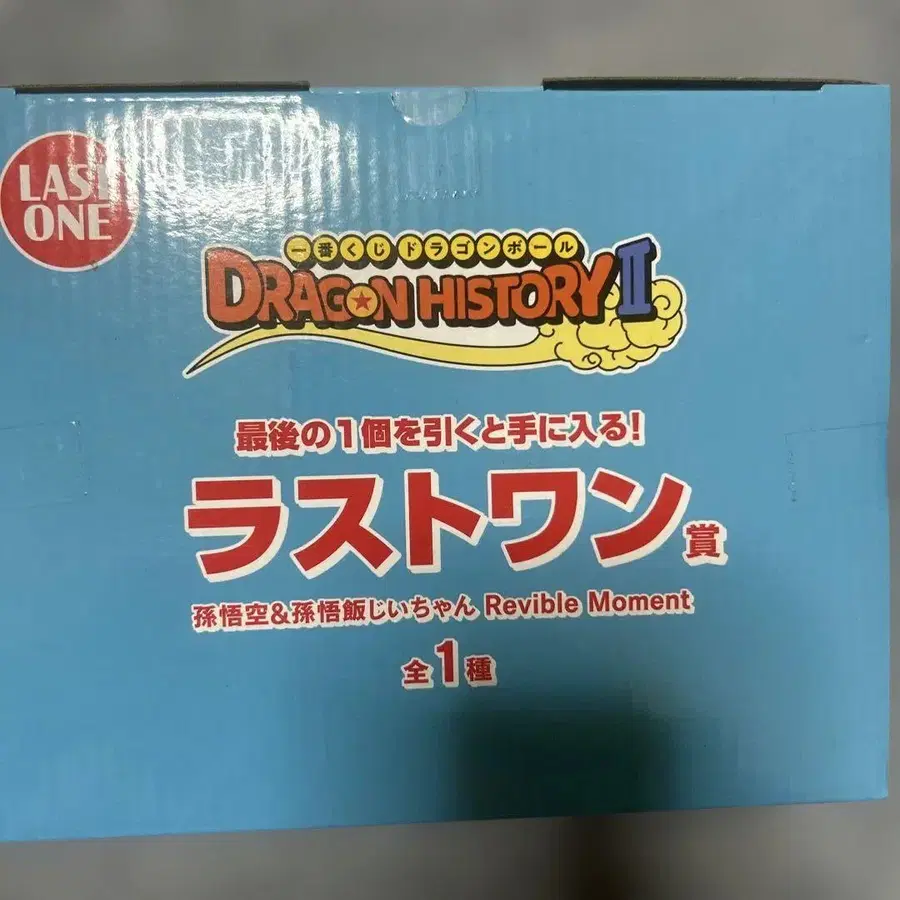 LAST
ONE
一番くじ ドラゴンボール
DRAGON HISTORY II
最後の1個を引くと手に入る!
ラストワン賞
孫悟空&孫悟飯じいちゃん Revible Moment
全1種